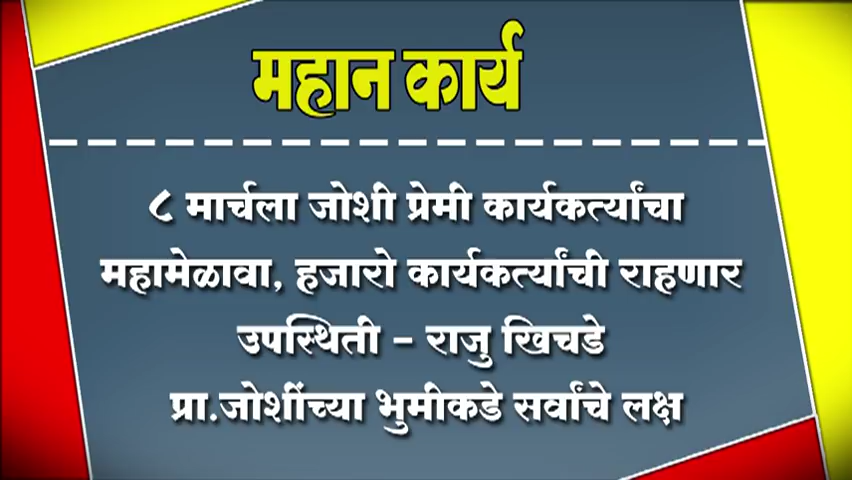 महान कार्य
८ मार्चला जोशी प्रेमी कार्यकर्त्यांचा
महामेळावा, हजारो कार्यकर्त्यांची राहणार
उपस्थिती – राजु खिचडे
प्रा.जोशींच्या भुमीकडे सर्वांचे लक्ष